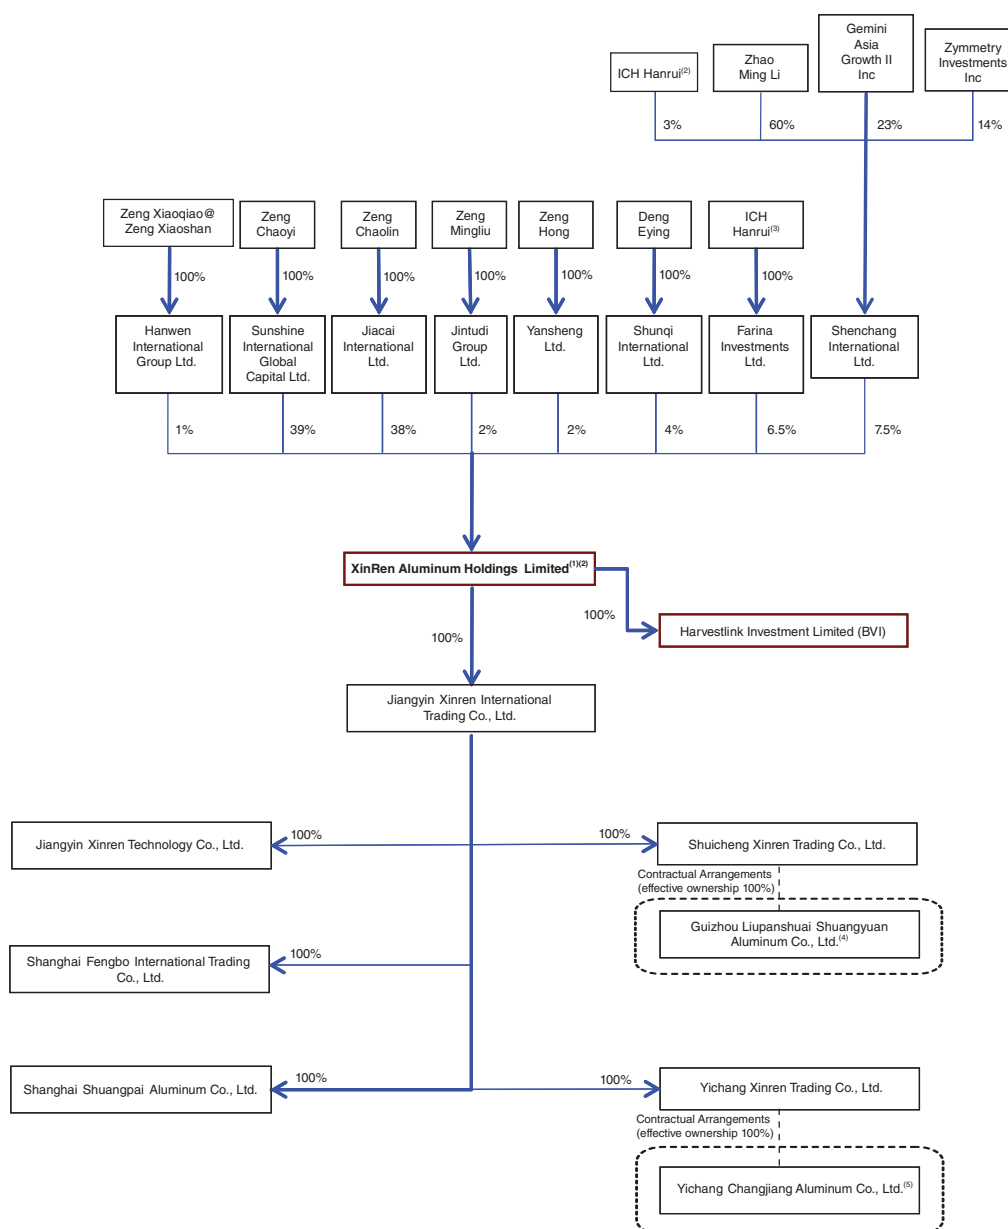 Gemini
Asia
Growth II
Inc
Zymmetry
Investments
Inc
Zhao
Ming Li
ICH Hanrui(2)
3%
60%
23%
14%
Zeng Xiaoqiao@
Zeng Xiaoshan
Zeng
Chaoyi
Zeng
Chaolin
Zeng
Mingliu
Zeng
Hong
Deng
Eying
ICH
Hanrui(3)
100%
100%
100%
100%
100%
100%
100%
Hanwen
International
Group Ltd.
Sunshine
International
Global
Capital Ltd.
Jiacai
International
Ltd.
Jintudi
Group
Ltd.
Yansheng
Ltd.
Shunqi
International
Ltd.
Farina
Investments
Ltd.
Shenchang
International
Ltd.
1%
39%
38%
2%
2%
4%
6.5%
7.5%
XinRen Aluminum Holdings Limited(1)(2)
100%
100%
Harvestlink Investment Limited (BVI)
100%
Jiangyin Xinren International
Trading Co., Ltd.
100%
100%
Jiangyin Xinren Technology Co., Ltd.
Shuicheng Xinren Trading Co., Ltd.
Contractual Arrangements
(effective ownership 100%)
Guizhou Liupanshuai Shuangyuan
Aluminum Co., Ltd.(4)
100%
Shanghai Fengbo International Trading
Co., Ltd.
100%
100%
Shanghai Shuangpai Aluminum Co., Ltd.
Yichang Xinren Trading Co., Ltd.
Contractual Arrangements
(effective ownership 100%)
Yichang Changjiang Aluminum Co., Ltd.(5)